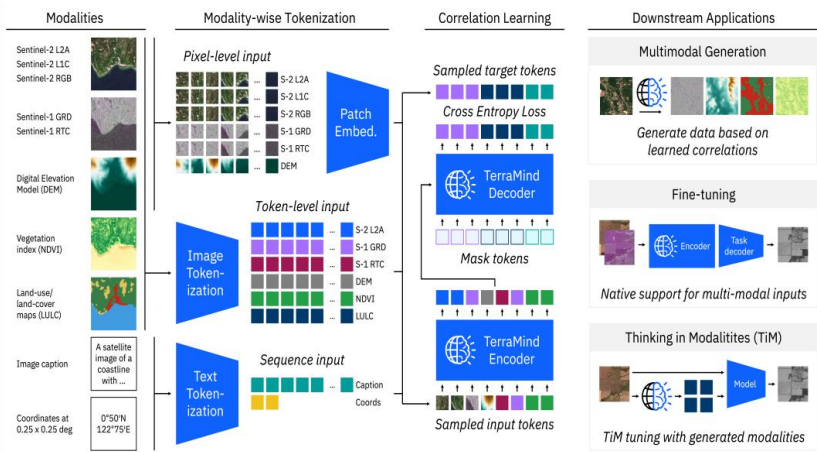 Modalities
Sentinel-2 L2A
Sentinel-2 L1C
Sentinel-2 RGB
Sentinel-1 GRD
Sentinel-1 RTC
Digital Elevation
Model (DEM)
Vegetation
index (NDVI)
Land-use/
land-cover
maps (LULC)
Image caption
A satellite
image of a
coastline
with ...
Coordinates at
0.25 x 0.25 deg
0°50'N
122°75'E
Modality-wise Tokenization
Pixel-level input
... S-2 L2A
... S-2 L1C
... S-2 RGB
... S-1 GRD
... S-1 RTC
... DEM
Patch
Embed.
Token-level input
Image
Token-
ization
... S-2 L2A
... S-1 GRD
... S-1 RTC
... DEM
... NDVI
... LULC
Sequence input
Text
Token-
ization
... Caption
Coords
Correlation Learning
Sampled target tokens
Cross Entropy Loss
TerraMind
Decoder
Mask tokens
TerraMind
Encoder
Sampled input tokens
Downstream Applications
Multimodal Generation
Generate data based on
learned correlations
Fine-tuning
Encoder
Task
decoder
Native support for multi-modal inputs
Thinking in Modalitites (TiM)
Model
TiM tuning with generated modalities